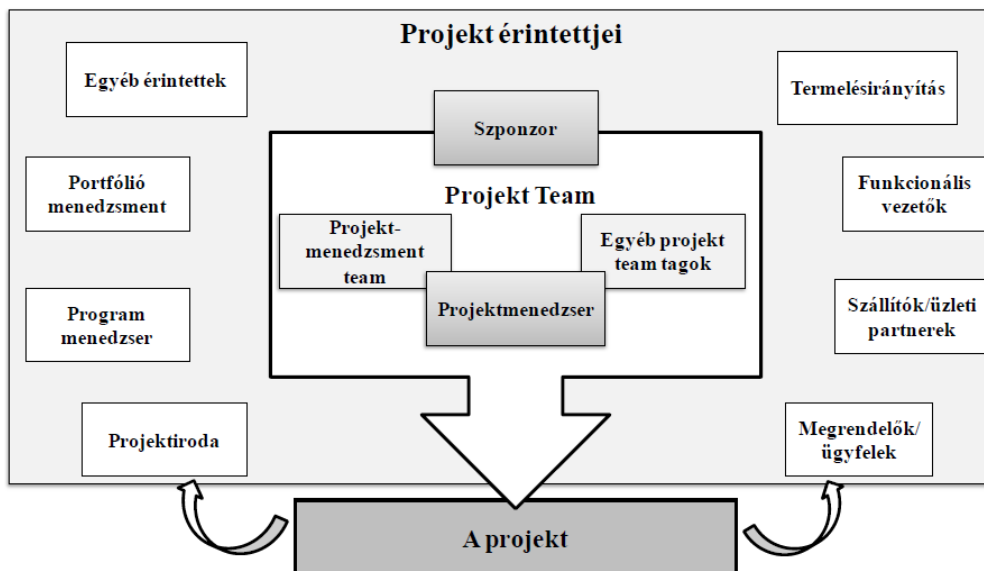 Projekt érintettjei
Egyéb érintettek
Termelésirányítás
Szponzor
Portfólió
menedzsment
Funkcionális
vezetők
Projekt Team
Projekt-
menedzsment
team
Egyéb projekt
team tagok
Projektmenedzser
Program
menedzser
Szállítók/üzleti
partnerek
Projektiroda
Megrendelők/
ügyfelek
A projekt